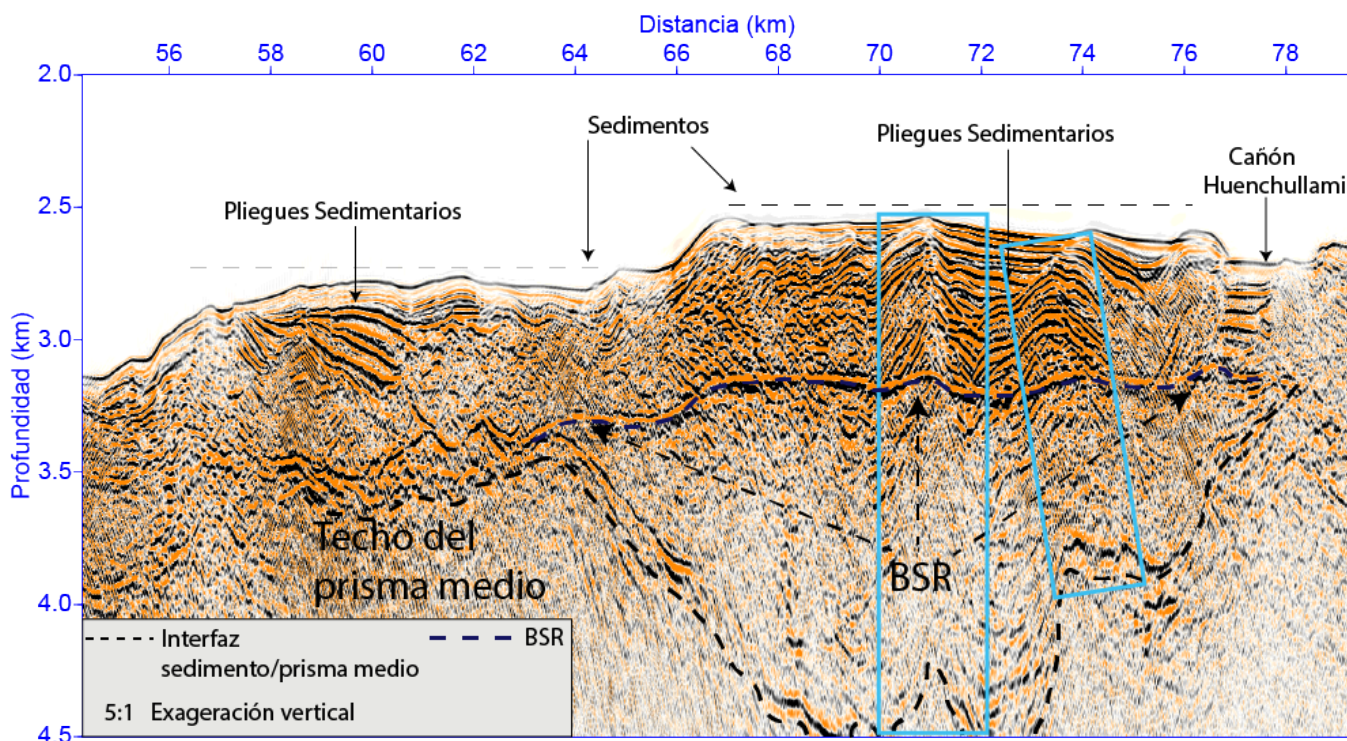 Distancia (km)
56 58 60 62 64 66 68 70 72 74 76 78
2.0
2.5
3.0
3.5
4.0
4.5
Profundidad (km)
Sedimentos
Pliegues Sedimentarios
Cañón
Huenchullami
Pliegues Sedimentarios
Techo del
prisma medio
BSR
Interfaz
sedimento/prisma medio
BSR
5:1 Exageración vertical